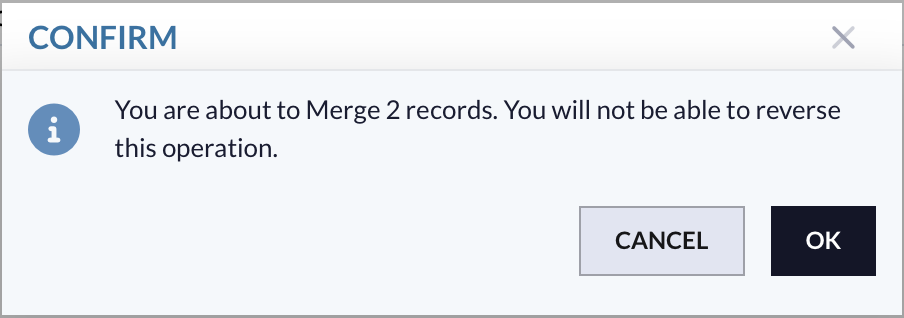 CONFIRM
You are about to Merge 2 records. You will not be able to reverse
this operation.
CANCEL
OK